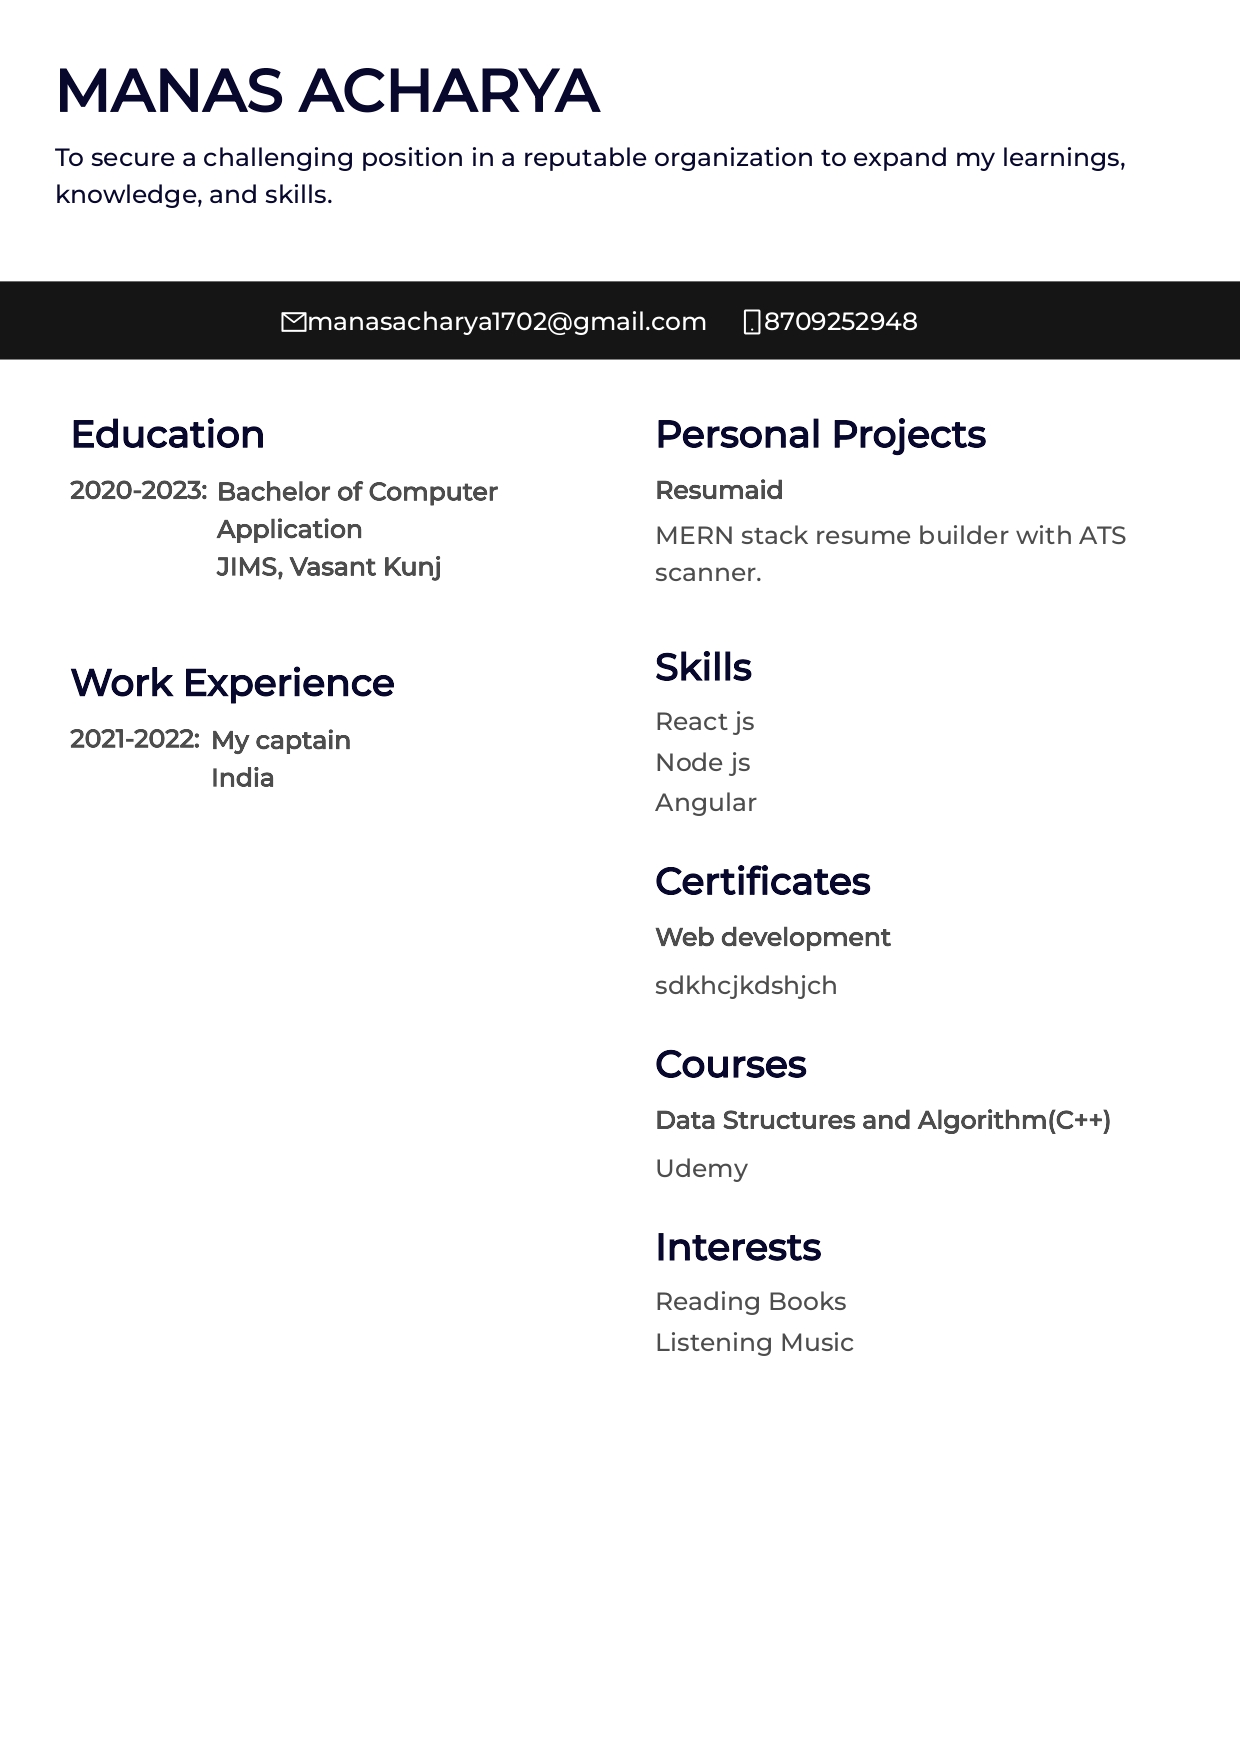 MANAS ACHARYA
To secure a challenging position in a reputable organization to expand my learnings,
knowledge, and skills.
manasacharya1702@gmail.com 8709252948
Education
2020-2023: Bachelor of Computer
Application
JIMS, Vasant Kunj
Work Experience
2021-2022: My captain
India
Personal Projects
Resumaid
MERN stack resume builder with ATS
scanner.
Skills
React js
Node js
Angular
Certificates
Web development
sdkhcjkdshjch
Courses
Data Structures and Algorithm(C++)
Udemy
Interests
Reading Books
Listening Music